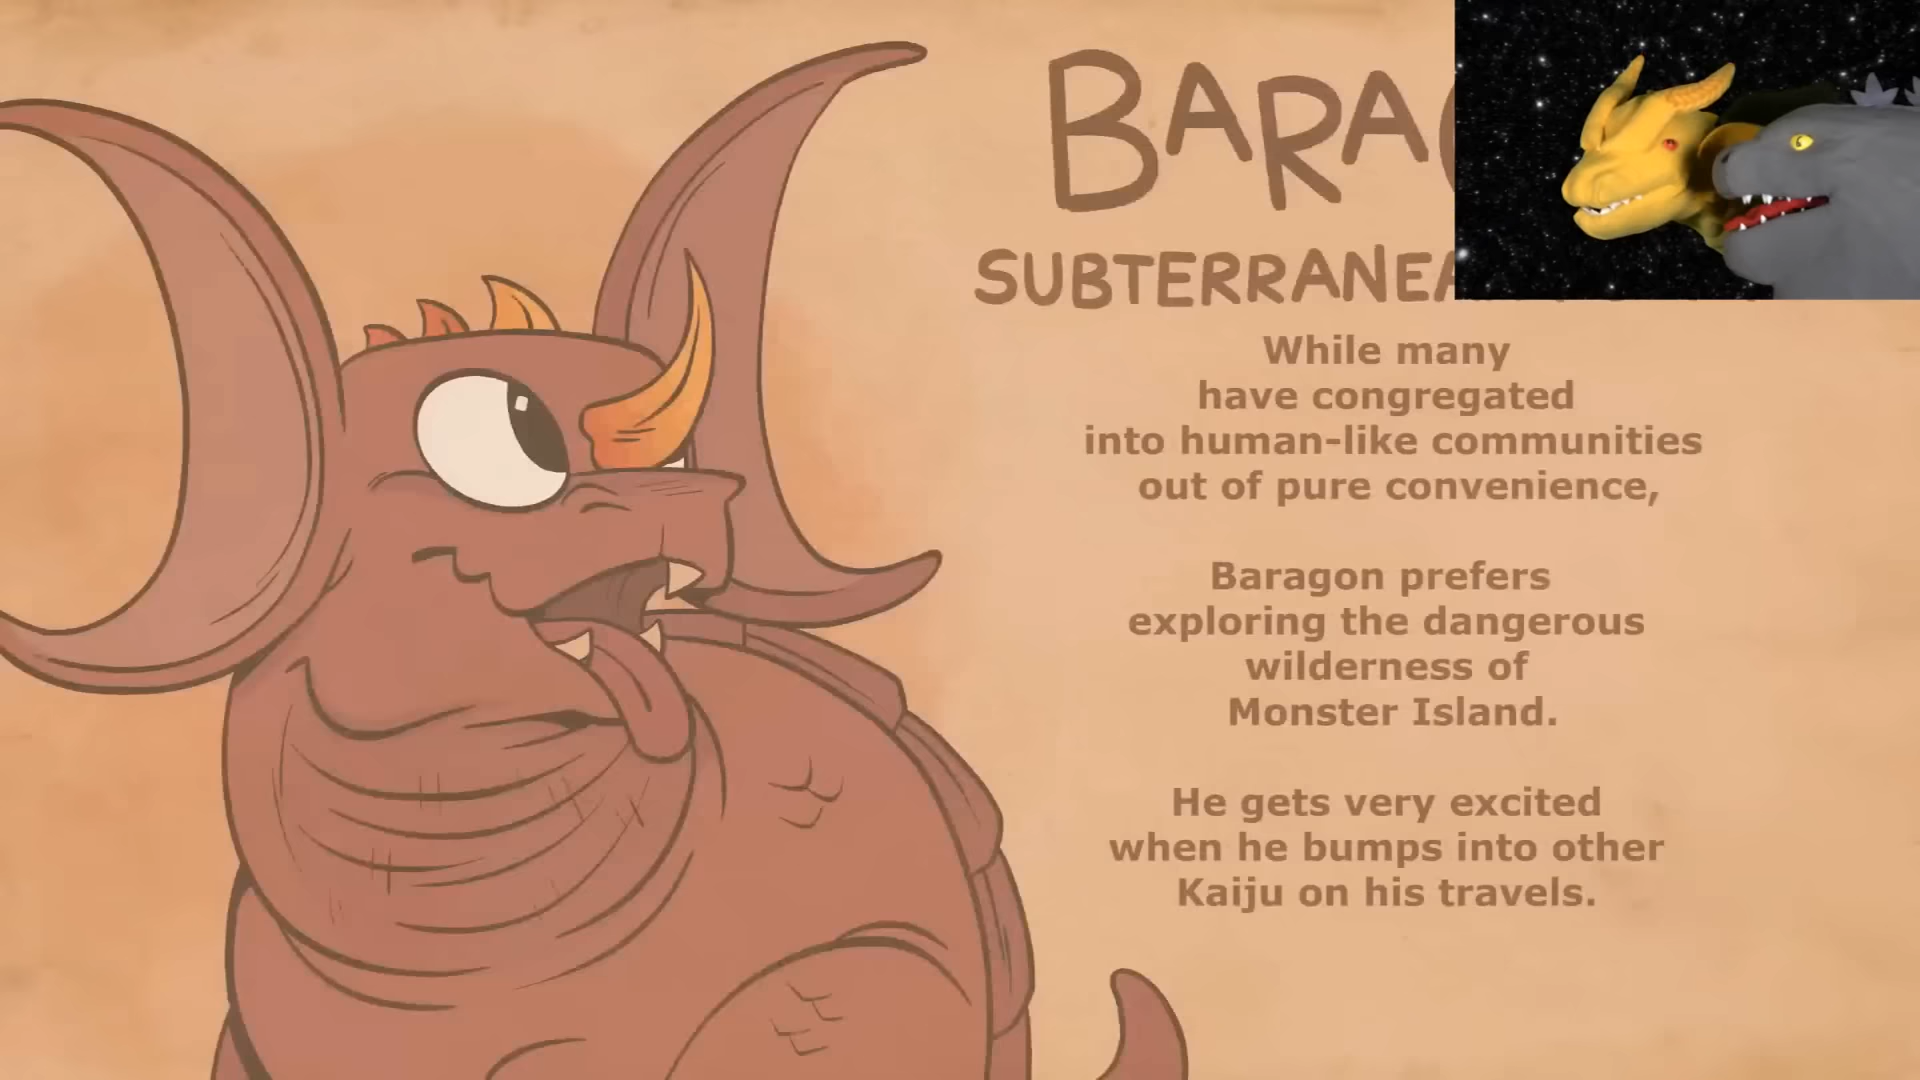 BARAG
SUBTERRANEA
While many
have congregated
into human-like communities
out of pure convenience,
Baragon prefers
exploring the dangerous
wilderness of
Monster Island.
He gets very excited
when he bumps into other
Kaiju on his travels.